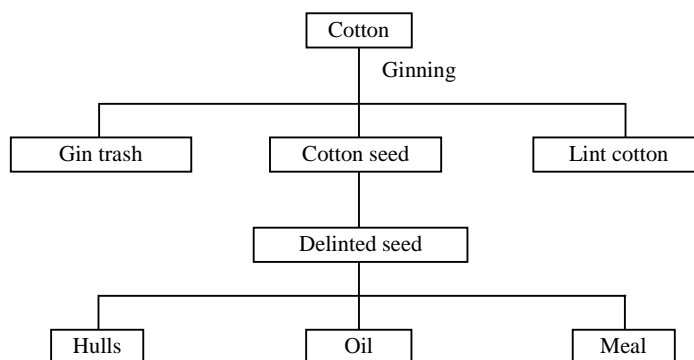 Cotton
Ginning
Gin trash
Cotton seed
Lint cotton
Delinted seed
Hulls
Oil
Meal